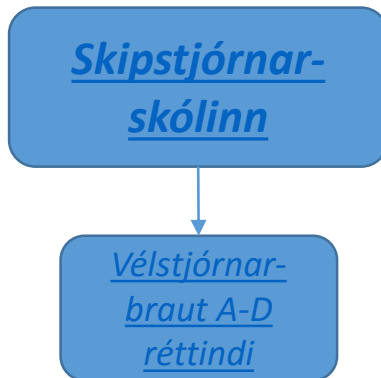 Skipstjórnar-
skólinn
Vélstjórnar-
braut A-D
réttindi